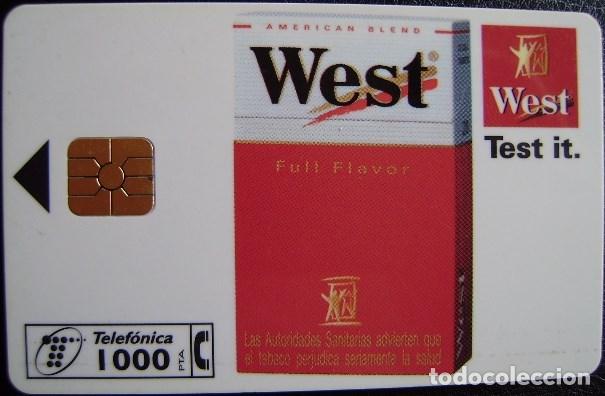 AMERICAN BLEND
West®
Full Flavor
Las Autoridades Sanitarias advierten que
el tabaco perjudica seriamente la salud
West
West
Test it.
Telefónica
1000 PTA
todocoleccion